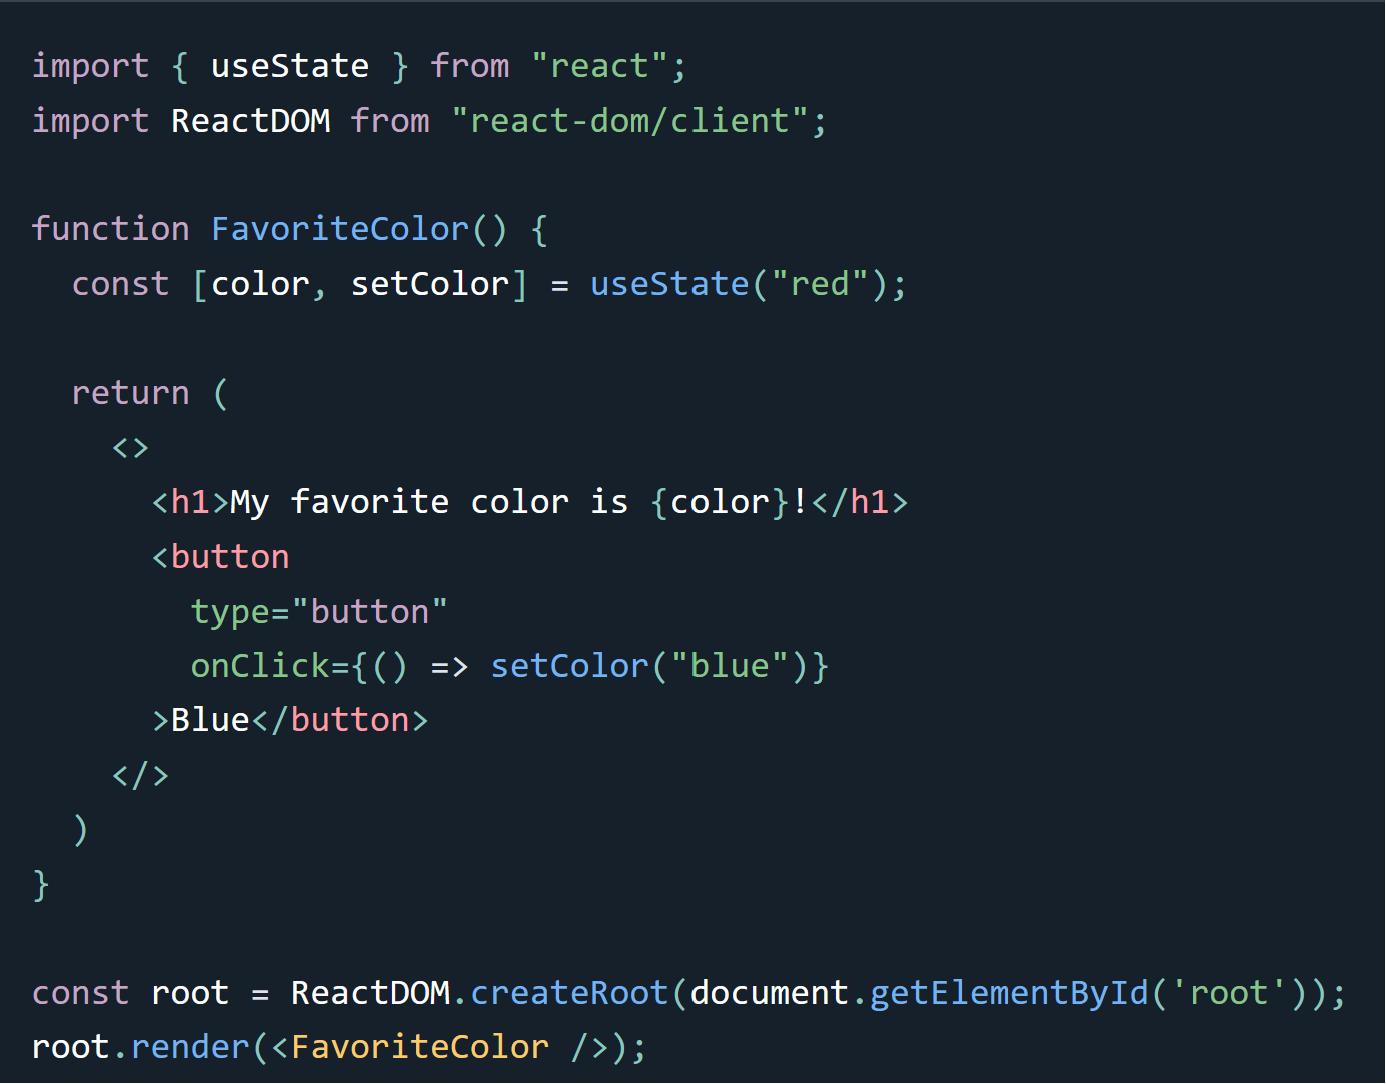 import { useState } from "react";
import ReactDOM from "react-dom/client";

function FavoriteColor() {
  const [color, setColor] = useState("red");

  return (
    <>
      <h1>My favorite color is {color}!</h1>
      <button
        type="button"
        onClick={() => setColor("blue")}
      >Blue</button>
    </>
  )
}

const root = ReactDOM.createRoot(document.getElementById('root'));
root.render(<FavoriteColor />);